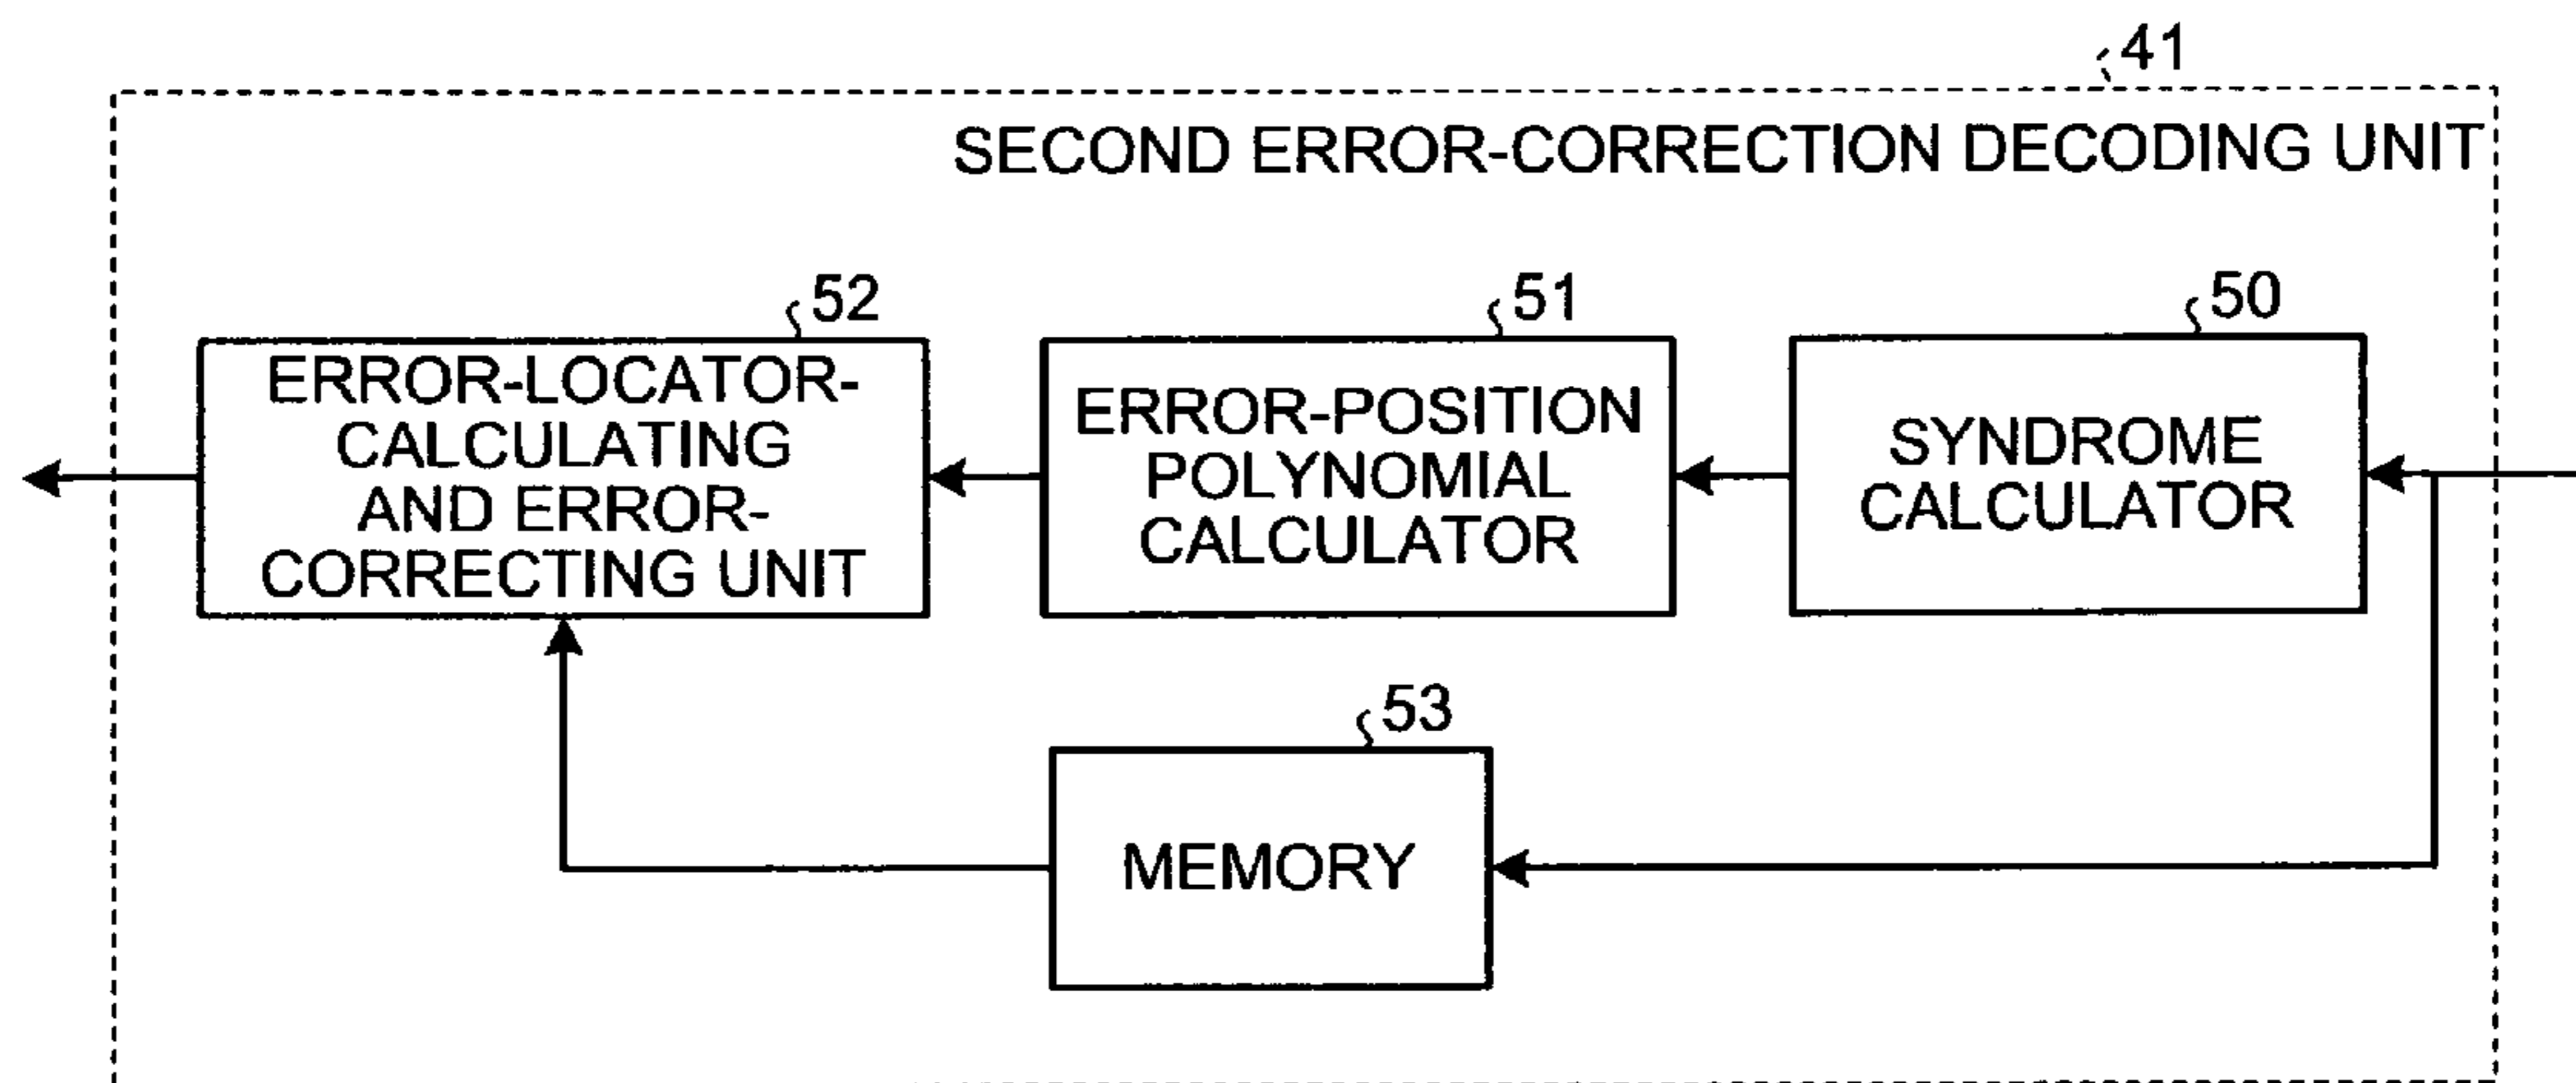 41
SECOND ERROR-CORRECTION DECODING UNIT
52
ERROR-LOCATOR-
CALCULATING
AND ERROR-
CORRECTING UNIT
51
ERROR-POSITION
POLYNOMIAL
CALCULATOR
50
SYNDROME
CALCULATOR
53
MEMORY